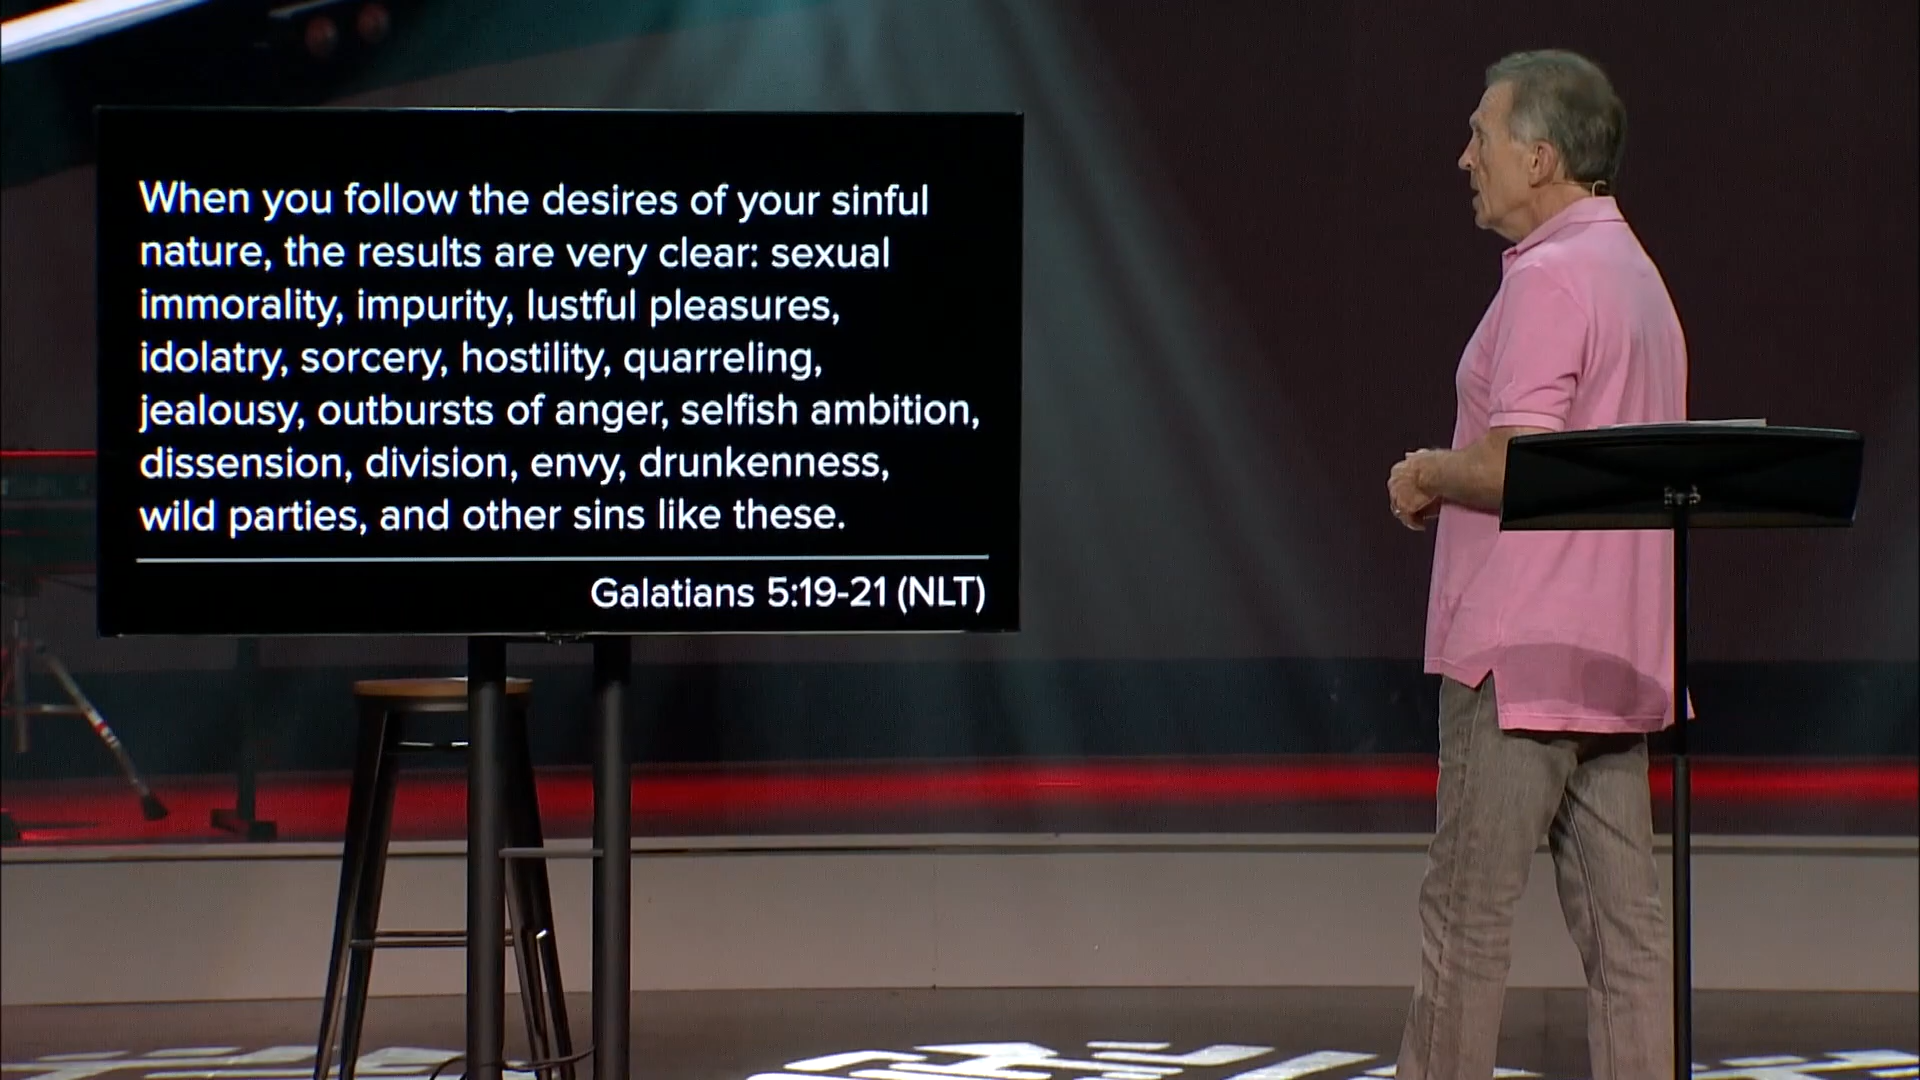 When you follow the desires of your sinful
nature, the results are very clear: sexual
immorality, impurity, lustful pleasures,
idolatry, sorcery, hostility, quarreling,
jealousy, outbursts of anger, selfish ambition,
dissension, division, envy, drunkenness,
wild parties, and other sins like these.
Galatians 5:19-21 (NLT)